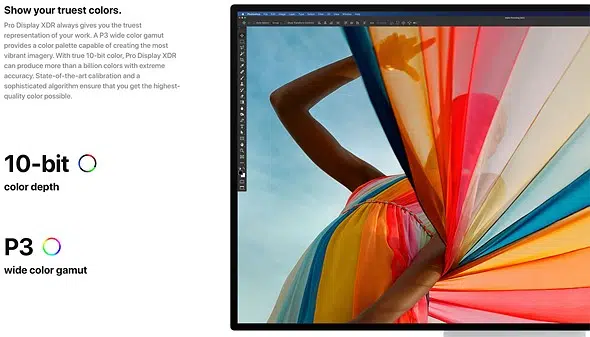 Show your truest colors.
Pro Display XDR always gives you the truest
representation of your work. A P3 wide color gamut
provides a color palette capable of creating the most
vibrant imagery. With true 10-bit color, Pro Display XDR
can produce more than a billion colors with extreme
accuracy. State-of-the-art calibration and a
sophisticated algorithm ensure that you get the highest-
quality color possible.
10-bit
color depth
P3
wide color gamut